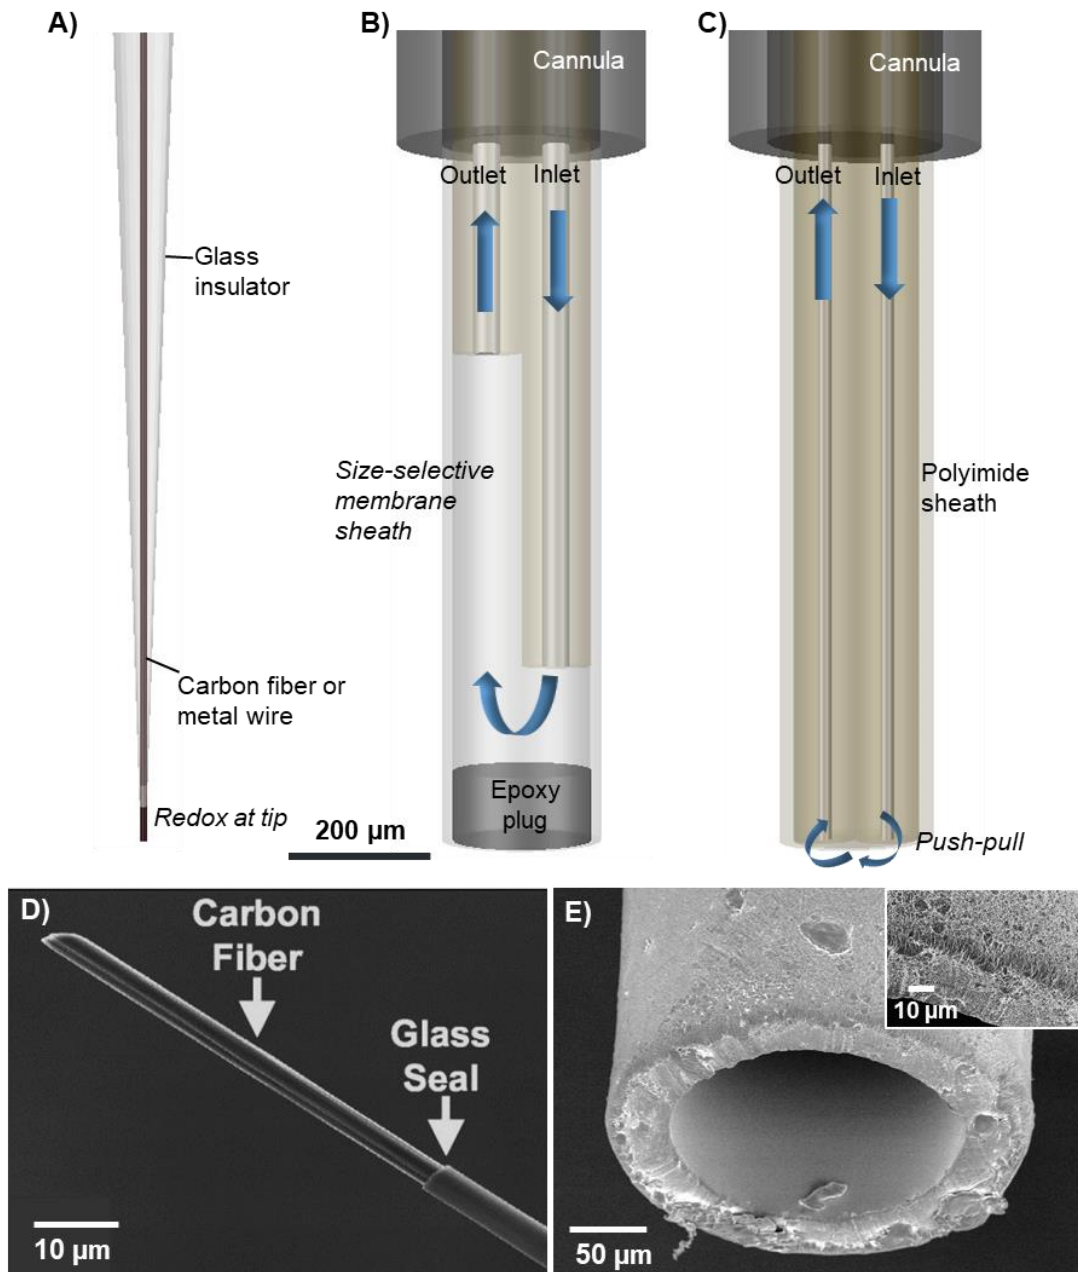 A)
B)
C)
Cannula
Cannula
Outlet
Inlet
Outlet
Inlet
Glass
insulator
Size-selective
membrane
sheath
Polyimide
sheath
Carbon fiber or
metal wire
Redox at tip
Epoxy
plug
Push-pull
200 µm
D)
Carbon
Fiber
Glass
Seal
10 µm
E)
10 µm
50 µm